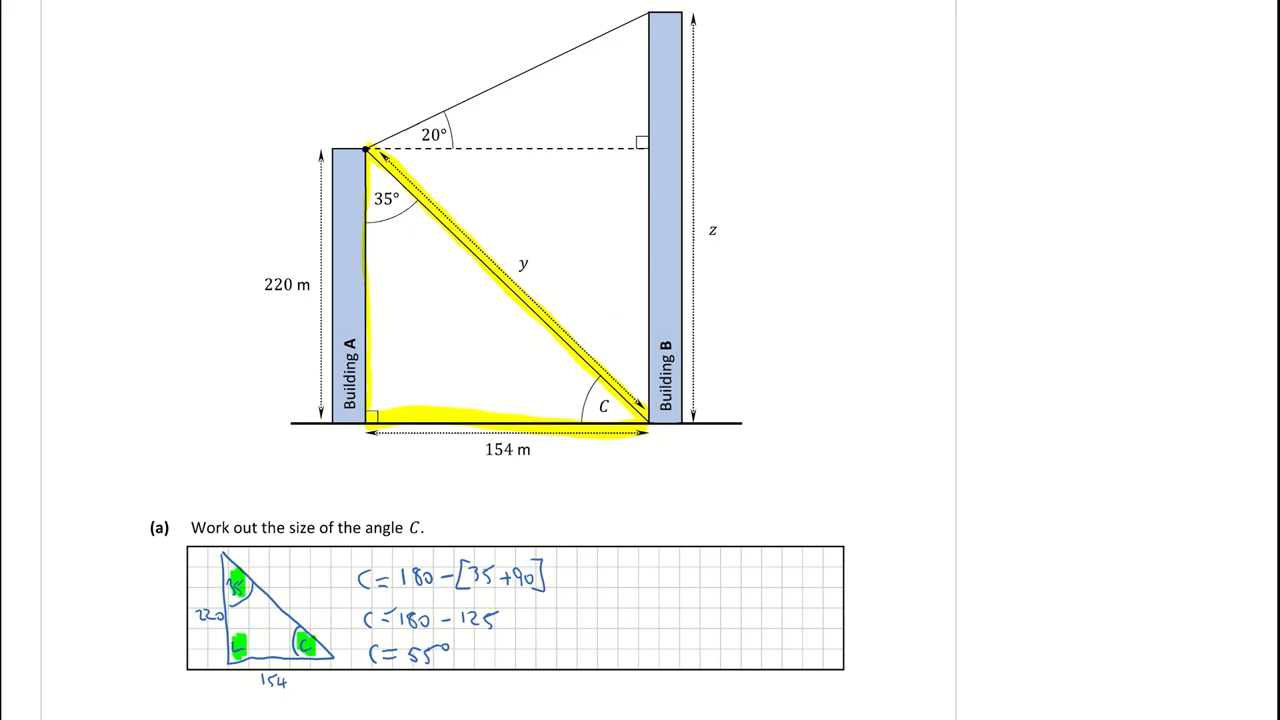 20°
35°
y
z
220 m
Building A
Building B
C
154 m
(a) Work out the size of the angle C.
35
220
L
C
154
C = 180 - [35 + 90]
C = 180 - 125
C = 55°